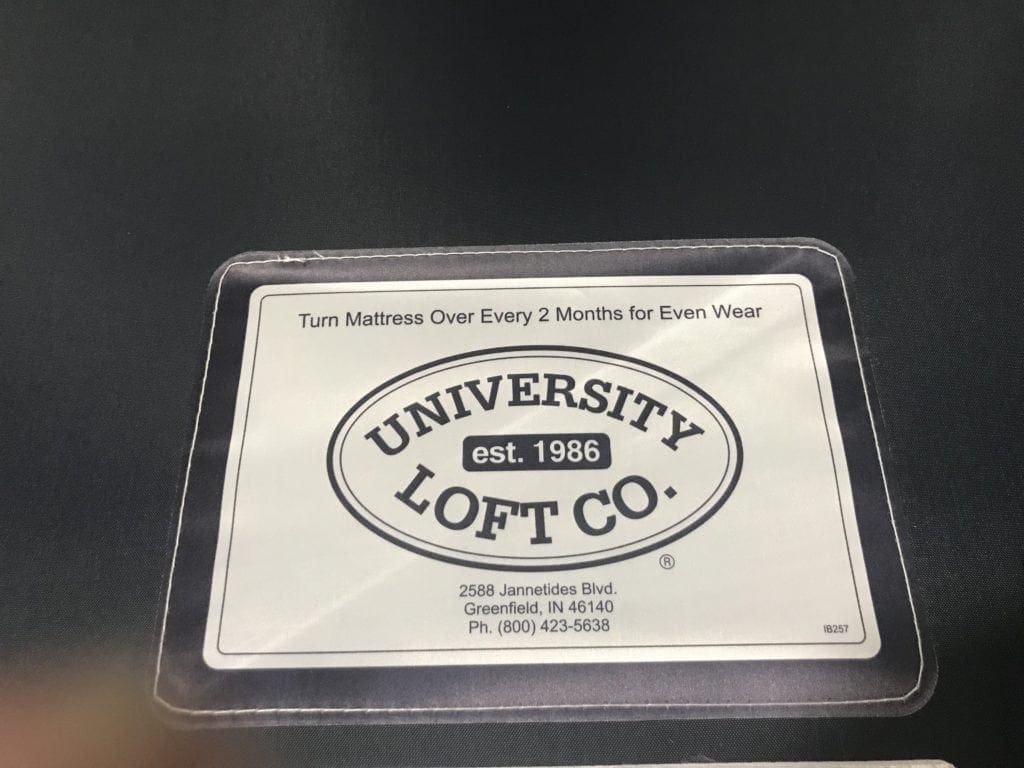 Turn Mattress Over Every 2 Months for Even Wear
UNIVERSITY
est. 1986
LOFT CO.
®
2588 Jannetides Blvd.
Greenfield, IN 46140
Ph. (800) 423-5638
IB257